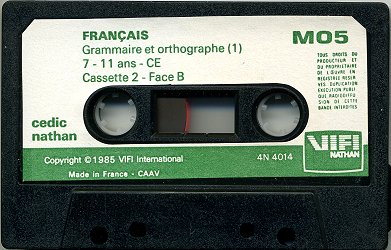 FRANÇAIS
Grammaire et orthographe (1)
7 - 11 ans - CE
Cassette 2 - Face B
MO5
TOUS DROITS DU
PRODUCTEUR ET DU
PROPRIETAIRE
DE L'ŒUVRE EN
REGISTREE RESER
VES DUPLICATION
EXECUTION PUBLI
QUE RADIODIFFU
SION DE CETTE
BANDE INTERDITES
cedic
nathan
VIFI
NATHAN
Copyright ©1985 VIFI International
4N 4014
Made in France - CAAV